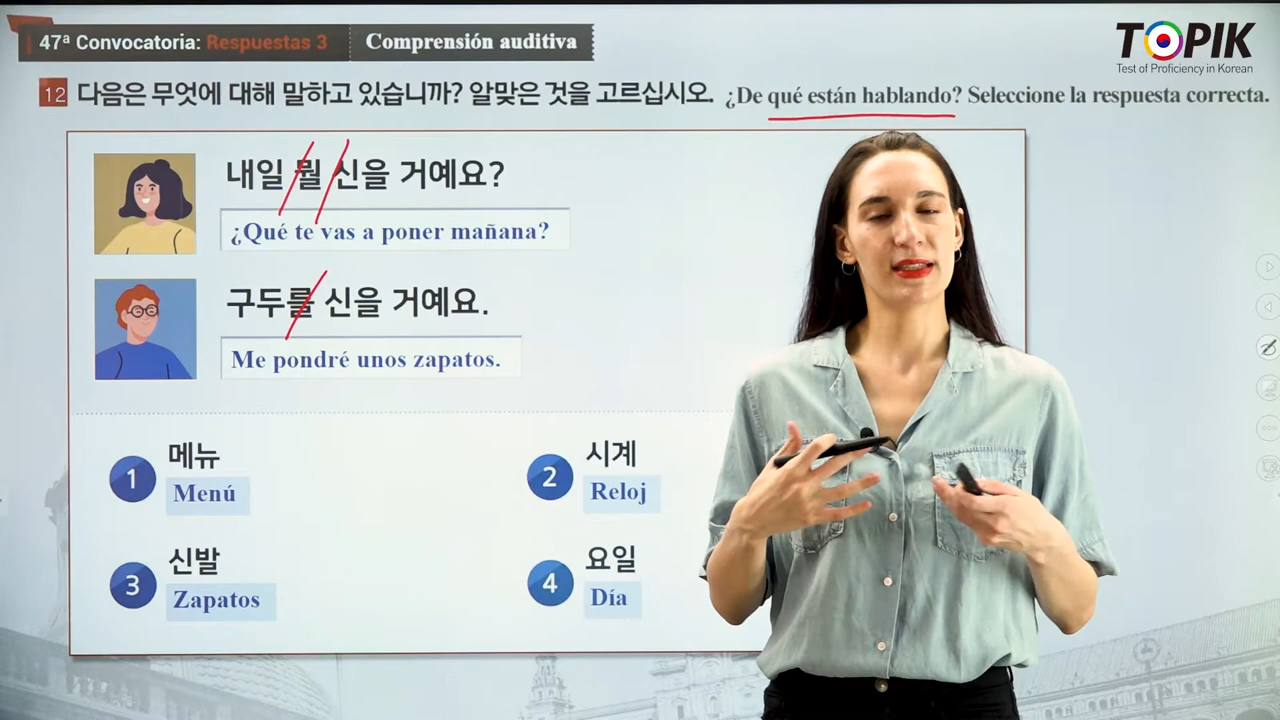 47ª Convocatoria: Respuestas 3 Comprensión auditiva
TOPIK
Test of Proficiency in Korean
12 다음은 무엇에 대해 말하고 있습니까? 알맞은 것을 고르십시오. ¿De qué están hablando? Seleccione la respuesta correcta.
내일 뭘 신을 거예요?
¿Qué te vas a poner mañana?
구두를 신을 거예요.
Me pondré unos zapatos.
1 메뉴
Menú
2 시계
Reloj
3 신발
Zapatos
4 요일
Día